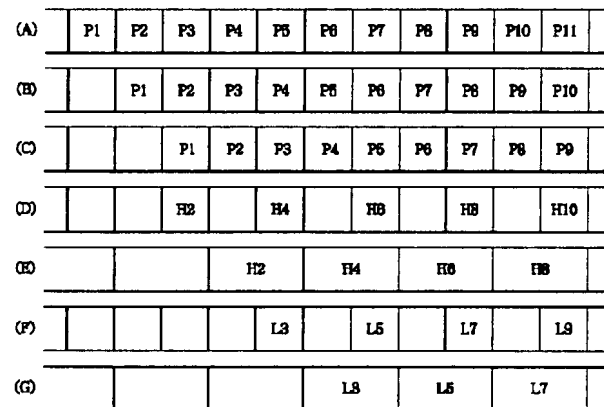 (A) P1 P2 P3 P4 P5 P6 P7 P8 P9 P10 P11
(B) P1 P2 P3 P4 P5 P6 P7 P8 P9 P10
(C) P1 P2 P3 P4 P5 P6 P7 P8 P9
(D) H2 H4 H6 H8 H10
(E) H2 H4 H6 H8
(F) L3 L5 L7 L9
(G) L3 L5 L7